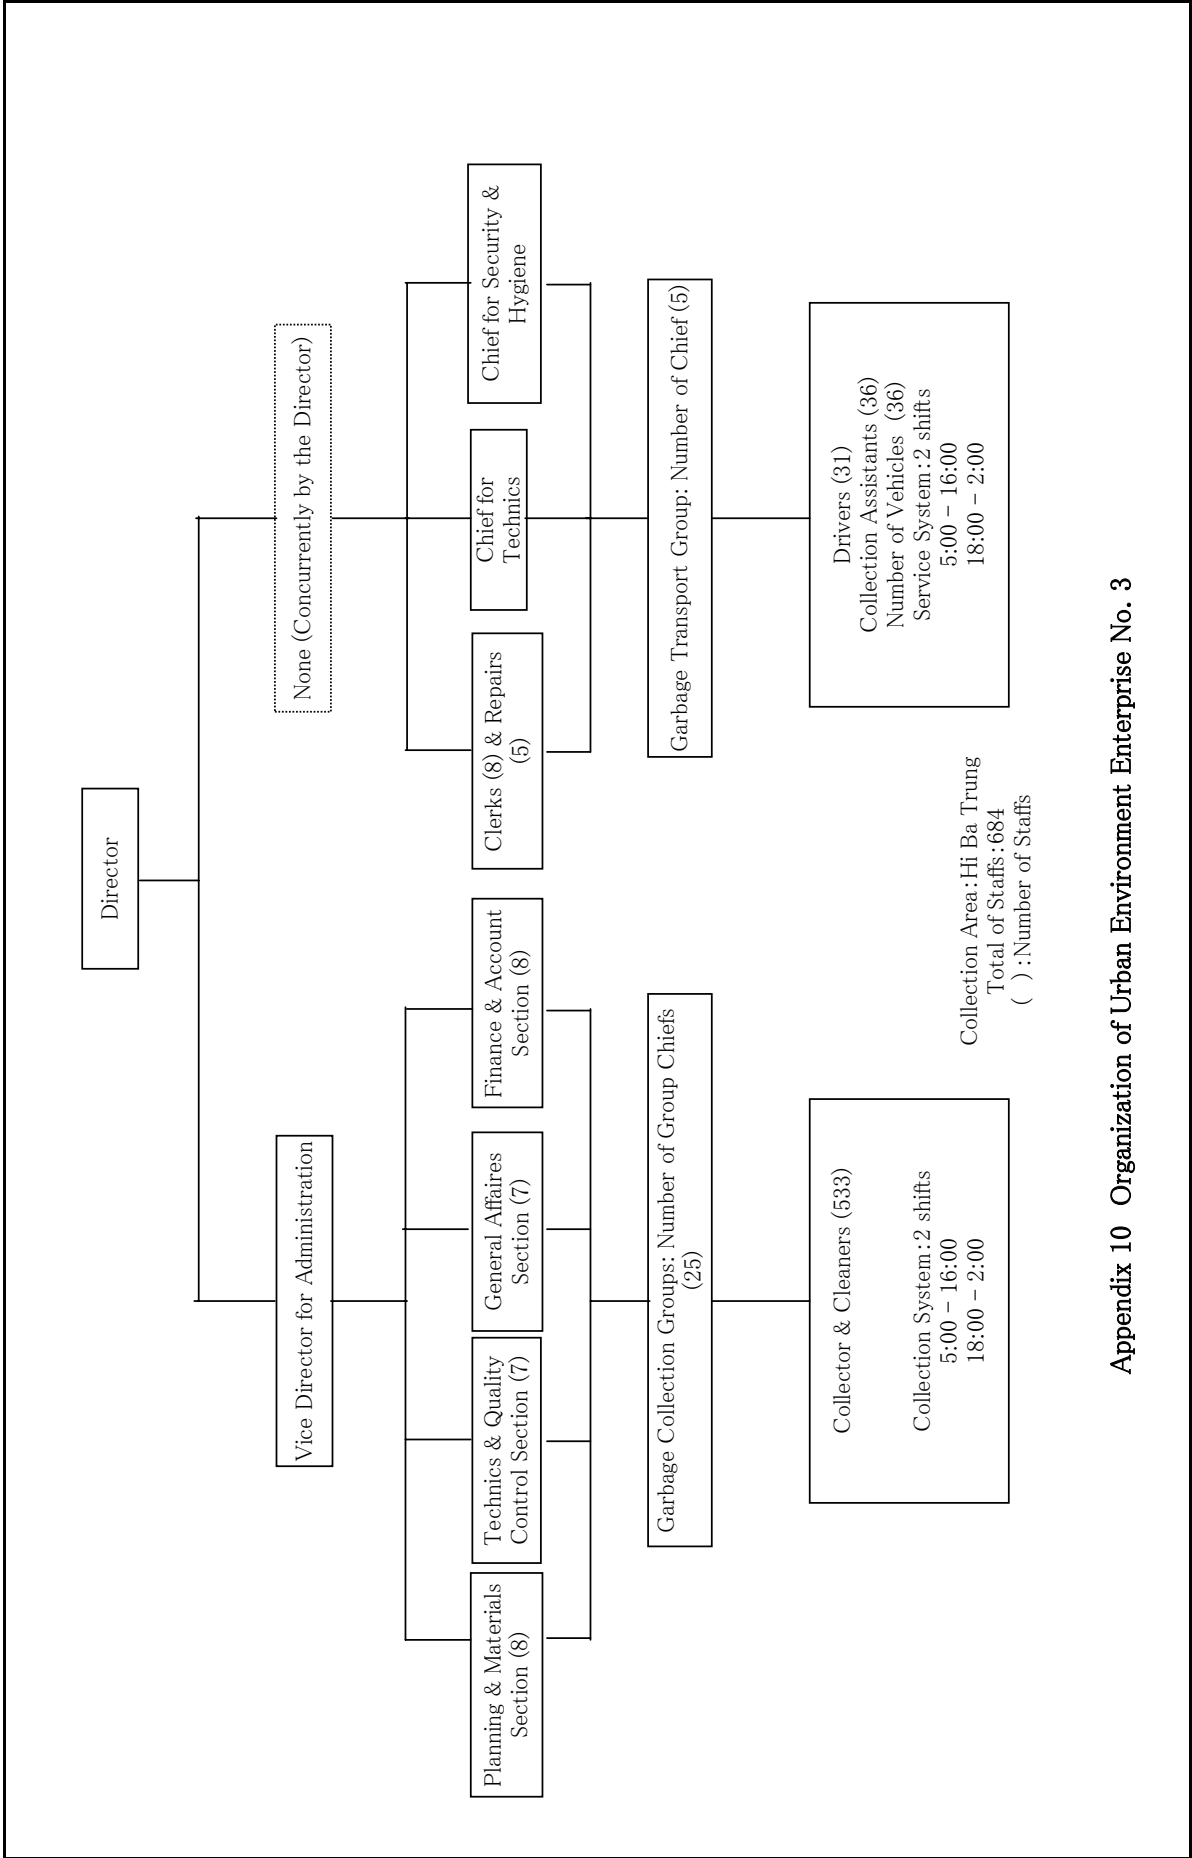 Director
Vice Director for Administration
None (Concurrently by the Director)
Planning & Materials
Section (8)
Technics & Quality
Control Section (7)
General Affaires
Section (7)
Finance & Account
Section (8)
Clerks (8) & Repairs
(5)
Chief for
Technics
Chief for Security &
Hygiene
Garbage Collection Groups: Number of Group Chiefs
(25)
Garbage Transport Group: Number of Chief (5)
Collector & Cleaners (533)
Collection System:2 shifts
5:00 – 16:00
18:00 – 2:00
Drivers (31)
Collection Assistants (36)
Number of Vehicles (36)
Service System:2 shifts
5:00 – 16:00
18:00 – 2:00
Collection Area:Hi Ba Trung
Total of Staffs:684
( ) :Number of Staffs
Appendix 10 Organization of Urban Environment Enterprise No. 3